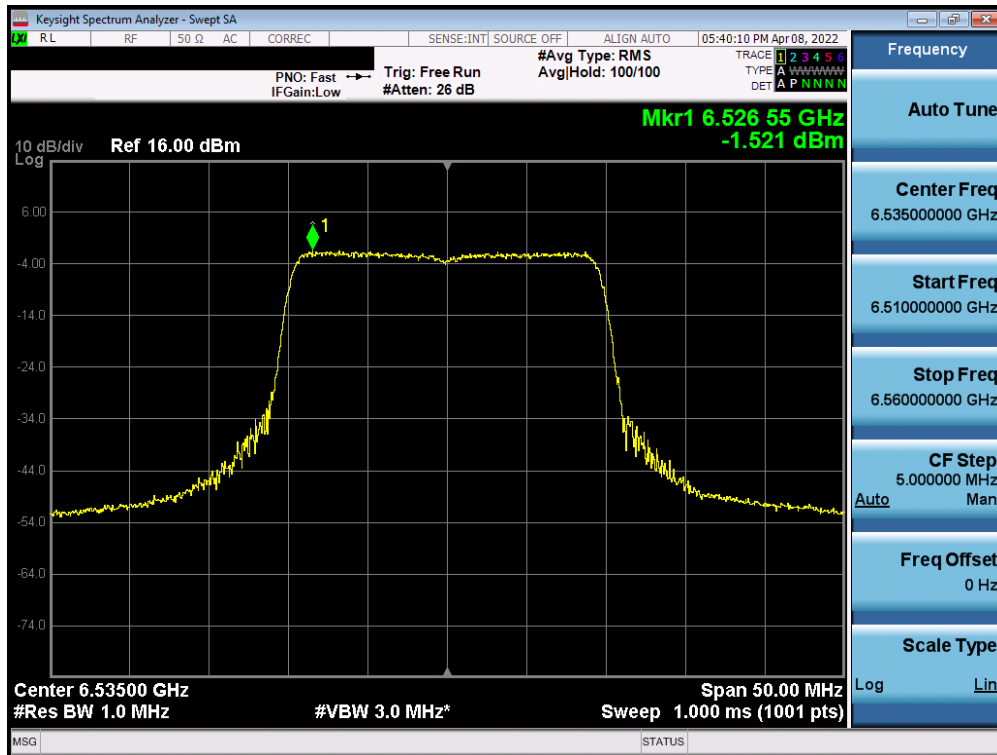 Keysight Spectrum Analyzer - Swept SA
LXI RL RF 50 Ω AC CORREC SENSE:INT SOURCE OFF ALIGN AUTO 05:40:10 PM Apr 08, 2022
PNO: Fast Trig: Free Run #Avg Type: RMS TRACE 1 2 3 4 5 6
IFGain:Low #Atten: 26 dB Avg|Hold: 100/100 TYPE A WWWWW
DET A P N N N N
Mkr1 6.526 55 GHz
-1.521 dBm
10 dB/div Ref 16.00 dBm
Log
1
6.00
-4.00
-14.0
-24.0
-34.0
-44.0
-54.0
-64.0
-74.0
Center 6.53500 GHz Span 50.00 MHz
#Res BW 1.0 MHz #VBW 3.0 MHz* Sweep 1.000 ms (1001 pts)
MSG STATUS
Frequency
Auto Tune
Center Freq
6.535000000 GHz
Start Freq
6.510000000 GHz
Stop Freq
6.560000000 GHz
CF Step
5.000000 MHz
Auto Man
Freq Offset
0 Hz
Scale Type
Log Lin